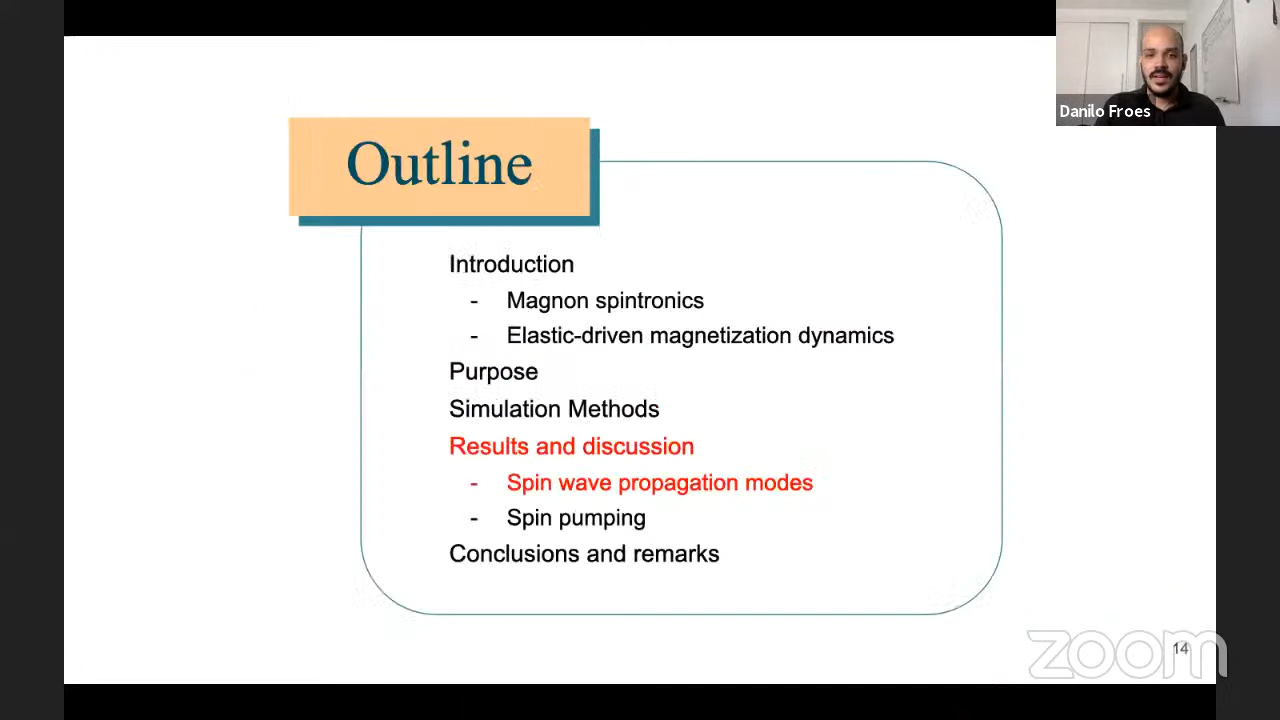 Danilo Froes
Outline
Introduction
- Magnon spintronics
- Elastic-driven magnetization dynamics
Purpose
Simulation Methods
Results and discussion
- Spin wave propagation modes
- Spin pumping
Conclusions and remarks
zoom
14